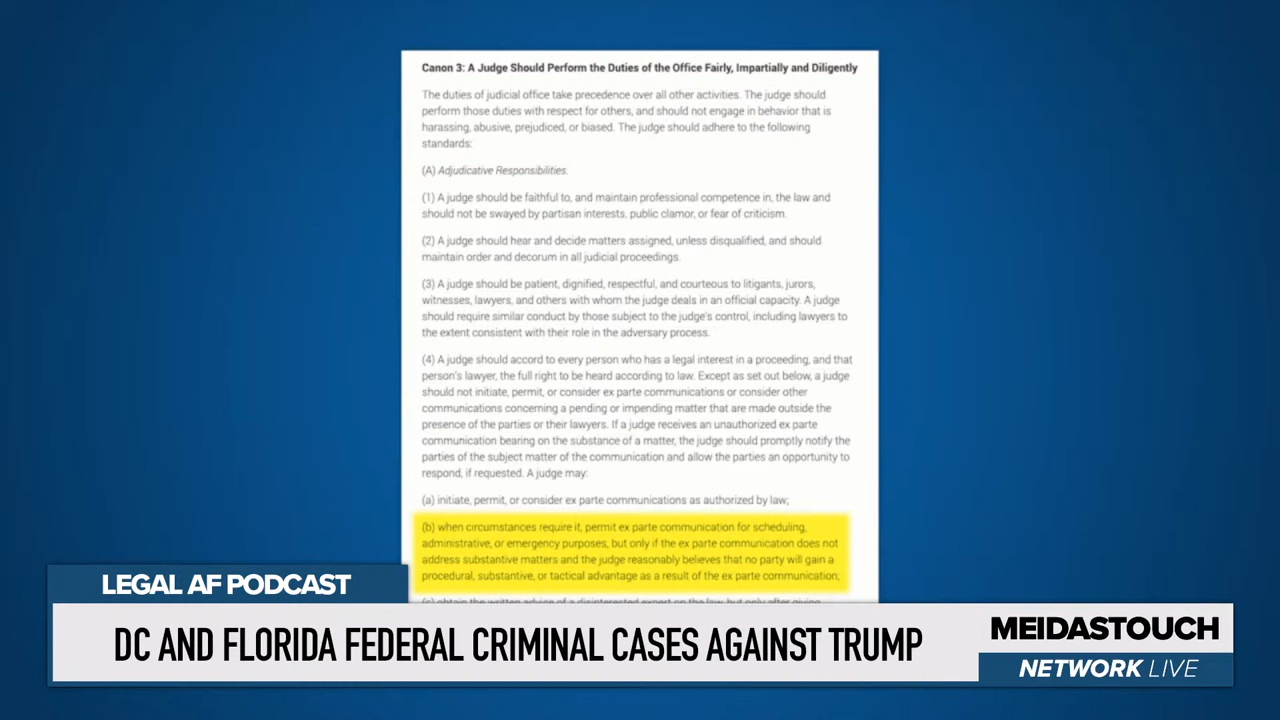 Canon 3: A Judge Should Perform the Duties of the Office Fairly, Impartially and Diligently
The duties of judicial office take precedence over all other activities. The judge should
perform those duties with respect for others, and should not engage in behavior that is
harassing, abusive, prejudiced, or biased. The judge should adhere to the following
standards:
(A) Adjudicative Responsibilities.
(1) A judge should be faithful to, and maintain professional competence in, the law and
should not be swayed by partisan interests, public clamor, or fear of criticism.
(2) A judge should hear and decide matters assigned, unless disqualified, and should
maintain order and decorum in all judicial proceedings.
(3) A judge should be patient, dignified, respectful, and courteous to litigants, jurors,
witnesses, lawyers, and others with whom the judge deals in an official capacity. A judge
should require similar conduct by those subject to the judge's control, including lawyers to
the extent consistent with their role in the adversary process.
(4) A judge should accord to every person who has a legal interest in a proceeding, and that
person's lawyer, the full right to be heard according to law. Except as set out below, a judge
should not initiate, permit, or consider ex parte communications or consider other
communications concerning a pending or impending matter that are made outside the
presence of the parties or their lawyers. If a judge receives an unauthorized ex parte
communication bearing on the substance of a matter, the judge should promptly notify the
parties of the subject matter of the communication and allow the parties an opportunity to
respond, if requested. A judge may:
(a) initiate, permit, or consider ex parte communications as authorized by law;
(b) when circumstances require it, permit ex parte communication for scheduling,
administrative, or emergency purposes, but only if the ex parte communication does not
address substantive matters and the judge reasonably believes that no party will gain a
procedural, substantive, or tactical advantage as a result of the ex parte communication;
(c) obtain the written advice of a disinterested expert on the law, but only after giving
LEGAL AF PODCAST
DC AND FLORIDA FEDERAL CRIMINAL CASES AGAINST TRUMP
MEIDASTOUCH
NETWORK LIVE